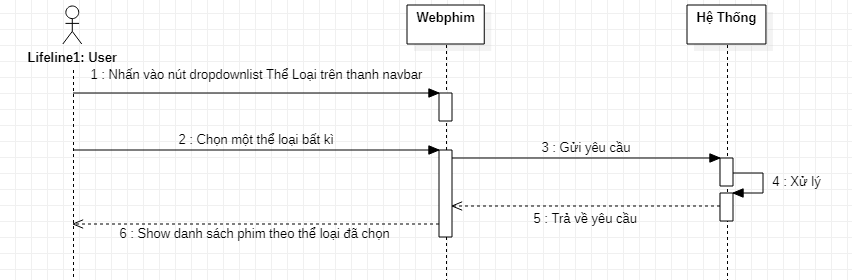 Webphim
Hệ Thống
Lifeline1: User
1 : Nhấn vào nút dropdownlist Thể Loại trên thanh navbar
2 : Chọn một thể loại bất kì
3 : Gửi yêu cầu
4 : Xử lý
5 : Trả về yêu cầu
6 : Show danh sách phim theo thể loại đã chọn